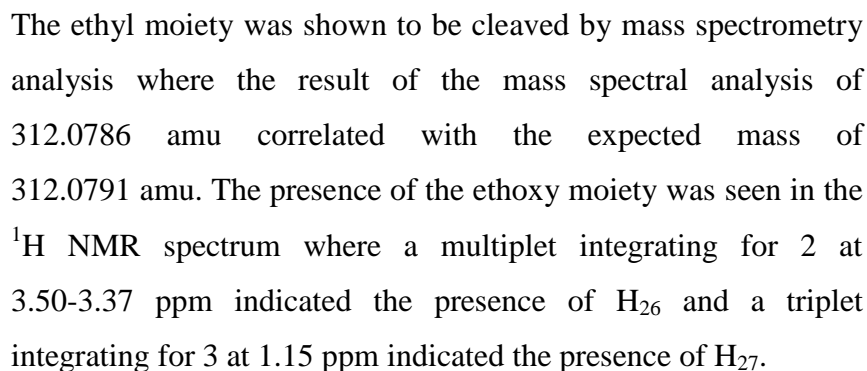 The ethyl moiety was shown to be cleaved by mass spectrometry
analysis where the result of the mass spectral analysis of
312.0786 amu correlated with the expected mass of
312.0791 amu. The presence of the ethoxy moiety was seen in the
¹H NMR spectrum where a multiplet integrating for 2 at
3.50-3.37 ppm indicated the presence of H₂₆ and a triplet
integrating for 3 at 1.15 ppm indicated the presence of H₂₇.